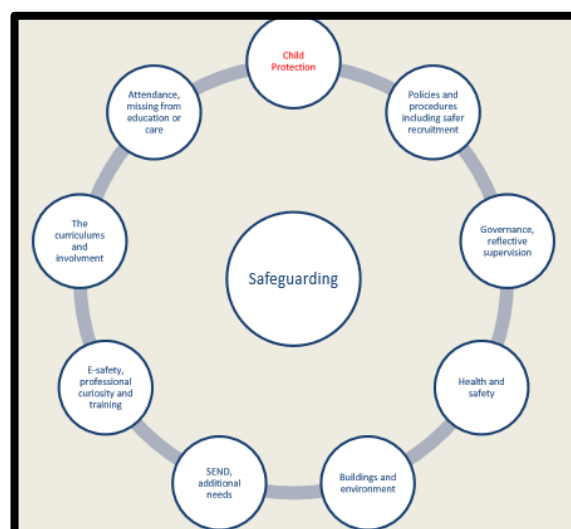 Child
Protection
Policies and
procedures
including safer
recruitment
Governance,
reflective
supervision
Health and
safety
Buildings and
environment
SEND,
additional
needs
E-safety,
professional
curiosity and
training
The
curriculums
and
involvment
Attendance,
missing from
education or
care
Safeguarding